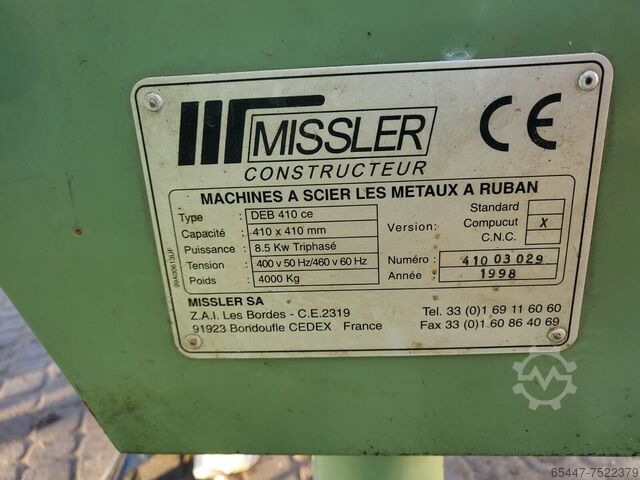 MISSLER
CONSTRUCTEUR
CE
MACHINES A SCIER LES METAUX A RUBAN
Type : DEB 410 ce
Capacité : 410 x 410 mm
Puissance : 8.5 Kw Triphasé
Tension : 400 v 50 Hz/460 v 60 Hz
Poids : 4000 Kg
Version: Standard
Compucut X
C.N.C.
Numéro : 410 03 029
Année : 1998
99A00613UF
MISSLER SA
Z.A.I. Les Bordes - C.E.2319
91923 Bondoufle CEDEX France
Tel. 33 (0)1 69 11 60 60
Fax 33 (0)1 60 86 40 69
65447-7522379